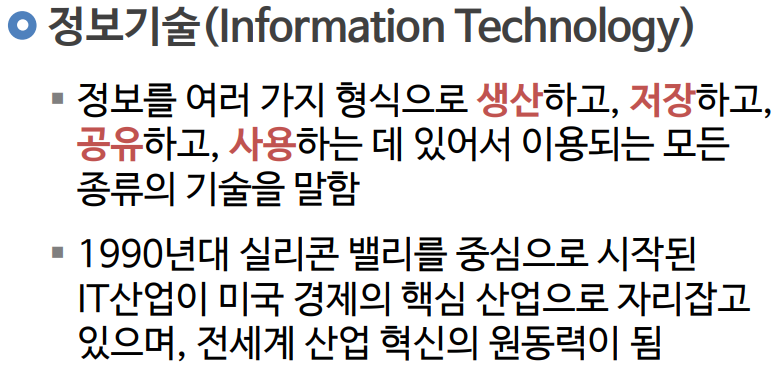 정보기술(Information Technology)
정보를 여러 가지 형식으로 생산하고, 저장하고,
공유하고, 사용하는 데 있어서 이용되는 모든
종류의 기술을 말함
1990년대 실리콘 밸리를 중심으로 시작된
IT산업이 미국 경제의 핵심 산업으로 자리잡고
있으며, 전세계 산업 혁신의 원동력이 됨